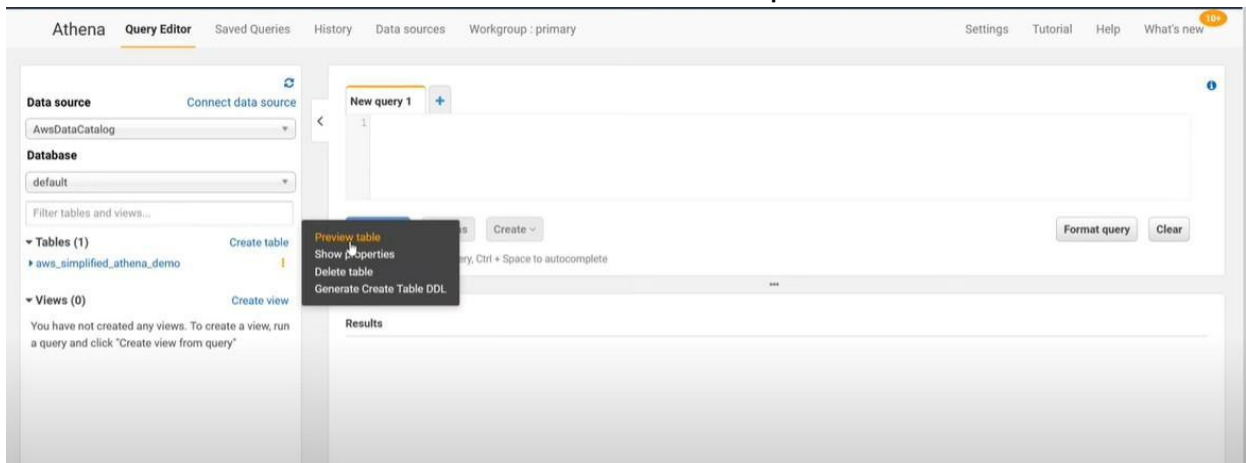 Athena Query Editor Saved Queries History Data sources Workgroup : primary Settings Tutorial Help What's new 10+
Data source Connect data source
AwsDataCatalog
Database
default
Filter tables and views...
Tables (1) Create table
aws_simplified_athena_demo
Views (0) Create view
You have not created any views. To create a view, run
a query and click "Create view from query"
New query 1 +
1
Preview table
Show properties
Delete table
Generate Create Table DDL
Create
Format query Clear
Ctrl + Space to autocomplete
Results